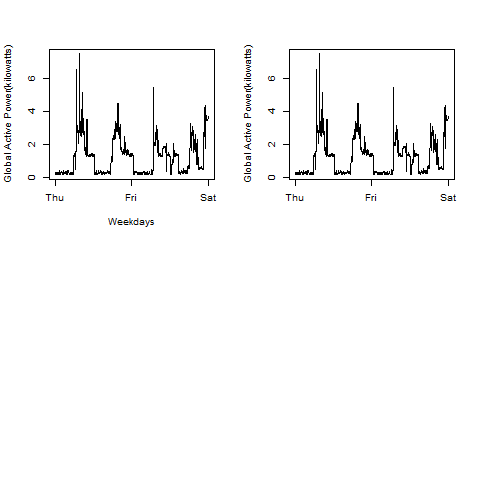 Global Active Power(kilowatts)
6
4
2
0
Thu
Fri
Sat
Weekdays
Global Active Power(kilowatts)
6
4
2
0
Thu
Fri
Sat